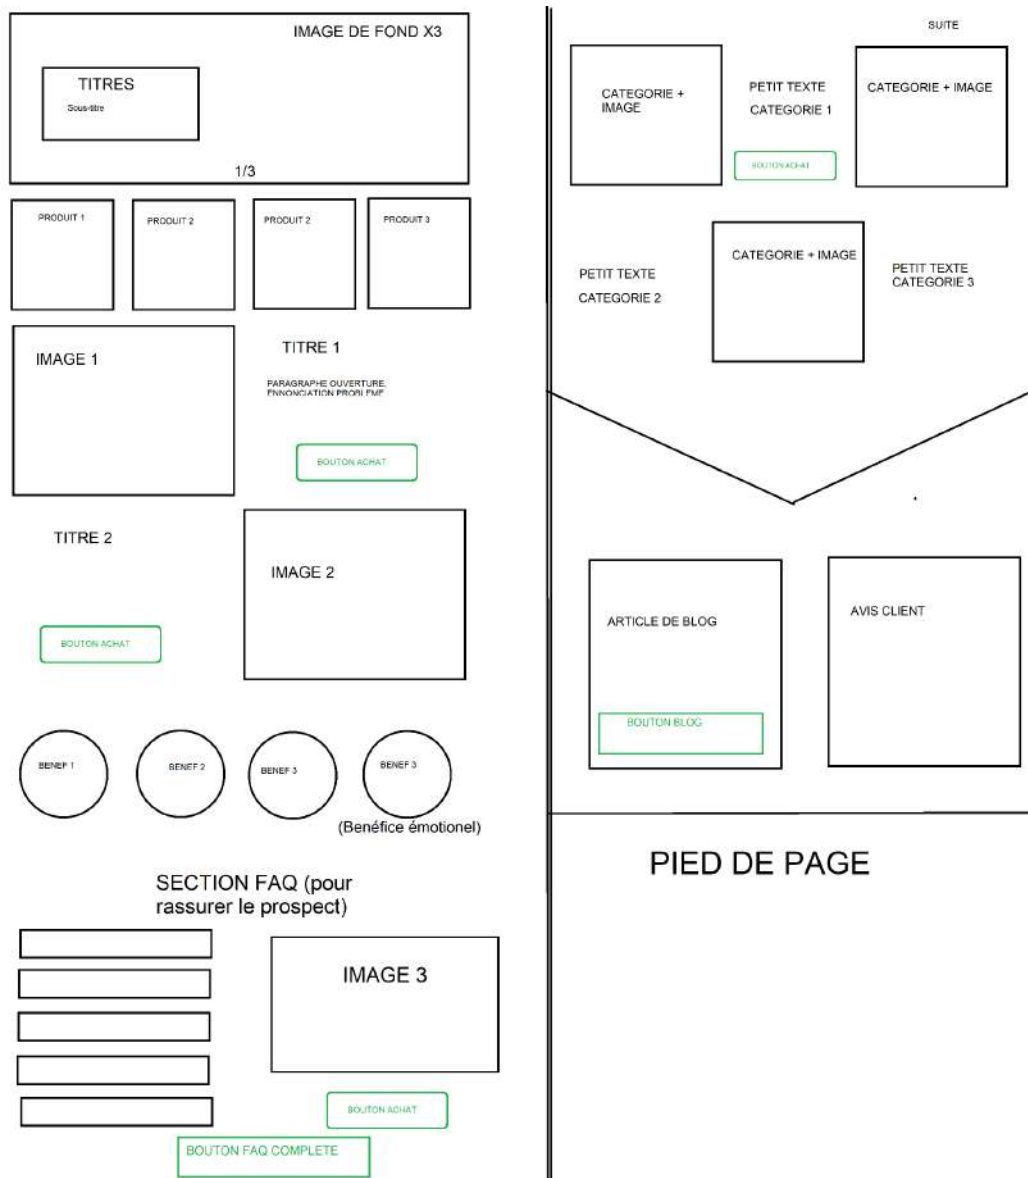 IMAGE DE FOND X3
TITRES
Sous-titre
1/3
PRODUIT 1
PRODUIT 2
PRODUIT 2
PRODUIT 3
IMAGE 1
TITRE 1
PARAGRAPHE OUVERTURE,
ENNONCIATION PROBLEME
BOUTON ACHAT
TITRE 2
IMAGE 2
BOUTON ACHAT
BENEF 1
BENEF 2
BENEF 3
BENEF 3
(Benéfice émotionel)
SECTION FAQ (pour
rassurer le prospect)
IMAGE 3
BOUTON ACHAT
BOUTON FAQ COMPLETE
SUITE
CATEGORIE +
IMAGE
PETIT TEXTE
CATEGORIE 1
BOUTON ACHAT
CATEGORIE + IMAGE
PETIT TEXTE
CATEGORIE 2
CATEGORIE + IMAGE
PETIT TEXTE
CATEGORIE 3
ARTICLE DE BLOG
BOUTON BLOG
AVIS CLIENT
PIED DE PAGE